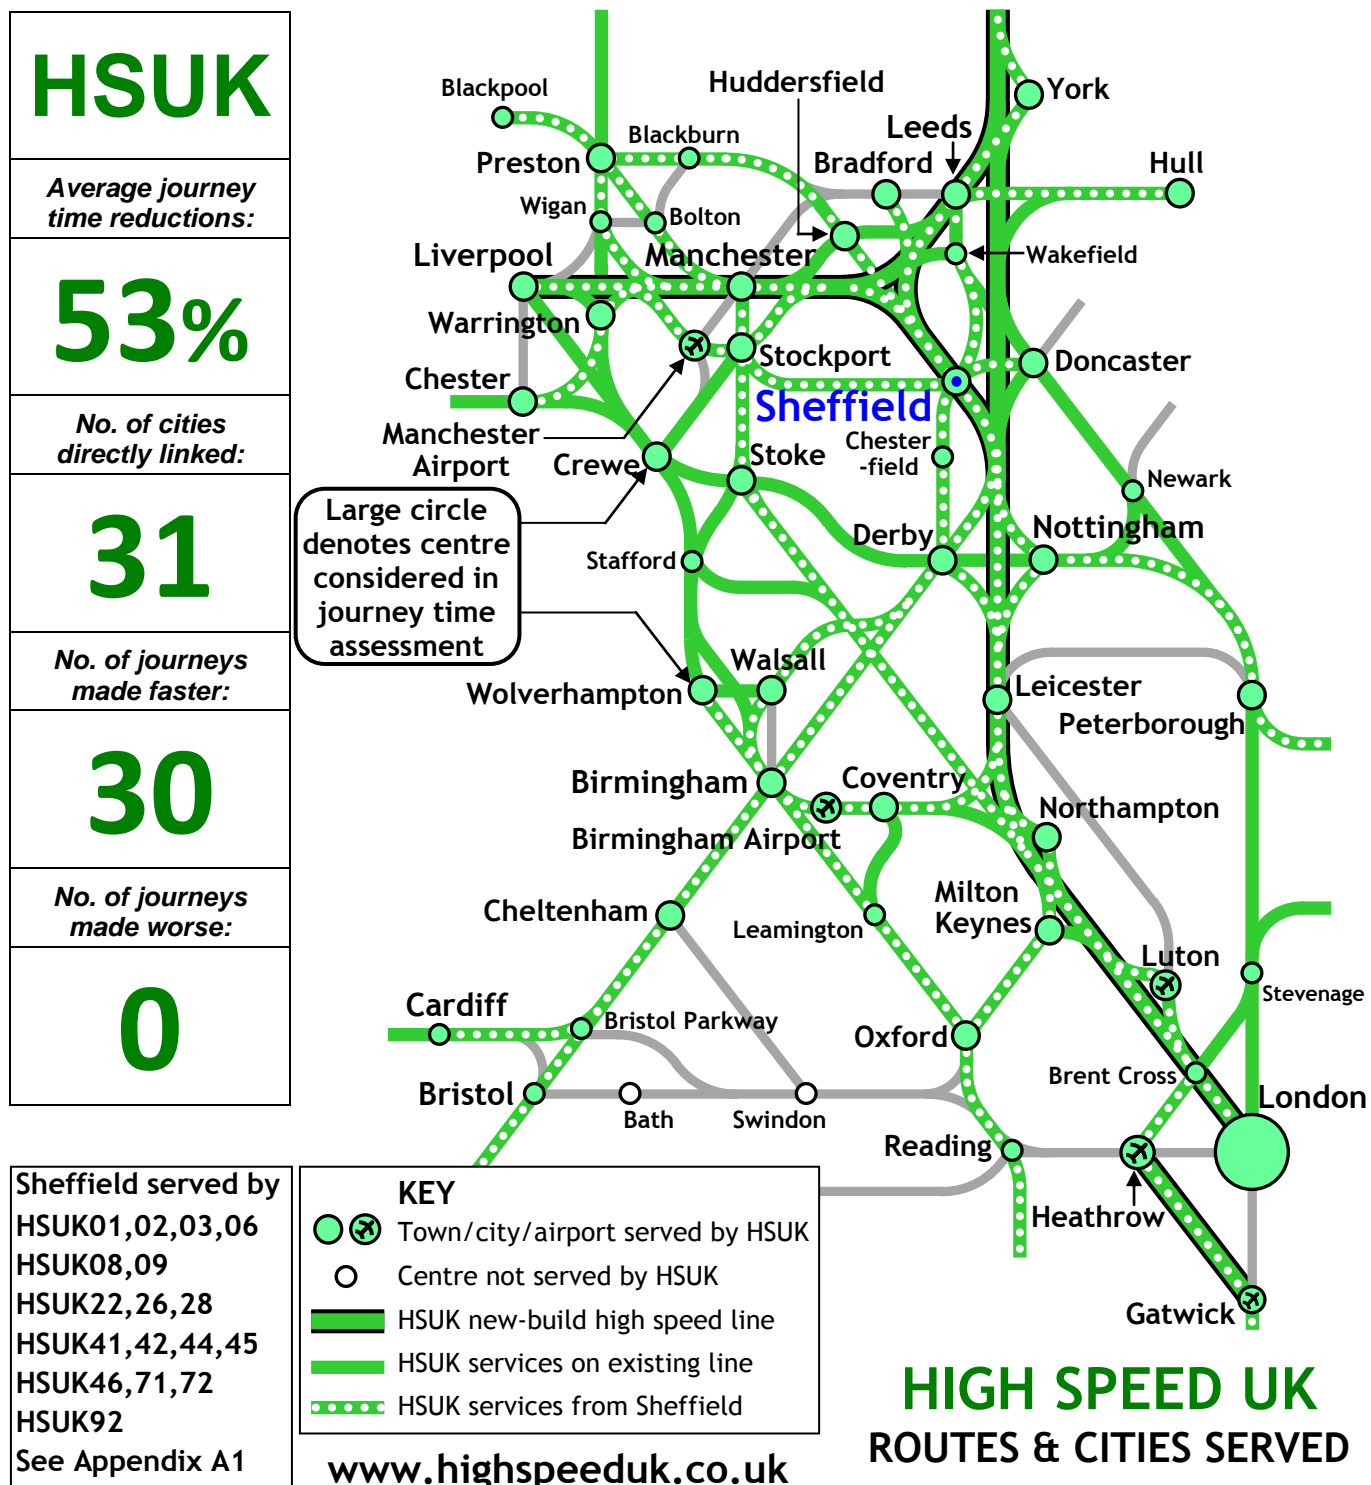 HSUK
Average journey
time reductions:
53%
No. of cities
directly linked:
31
No. of journeys
made faster:
30
No. of journeys
made worse:
0
Sheffield served by
HSUK01,02,03,06
HSUK08,09
HSUK22,26,28
HSUK41,42,44,45
HSUK46,71,72
HSUK92
See Appendix A1
Blackpool
Huddersfield
York
Blackburn
Leeds
Preston
Bradford
Hull
Wigan
Bolton
Liverpool
Manchester
Wakefield
Warrington
Stockport
Doncaster
Chester
Sheffield
Manchester
Airport
Crewe
Stoke
Chester
-field
Newark
Large circle
denotes centre
considered in
journey time
assessment
Stafford
Derby
Nottingham
Walsall
Wolverhampton
Leicester
Peterborough
Birmingham
Coventry
Northampton
Birmingham Airport
Cheltenham
Leamington
Milton
Keynes
Luton
Stevenage
Cardiff
Bristol Parkway
Oxford
Brent Cross
Bristol
Bath
Swindon
London
Reading
Heathrow
Gatwick
KEY
Town/city/airport served by HSUK
Centre not served by HSUK
HSUK new-build high speed line
HSUK services on existing line
HSUK services from Sheffield
www.highspeeduk.co.uk
HIGH SPEED UK
ROUTES & CITIES SERVED